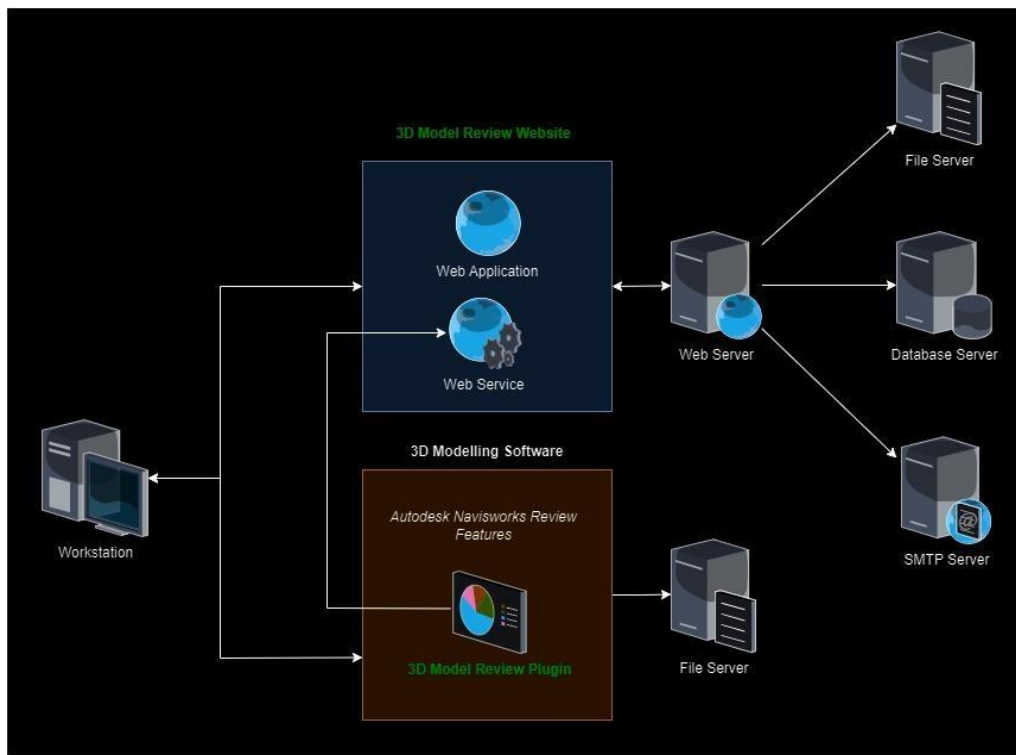 File Server
3D Model Review Website
Web Application
Web Service
Web Server
Database Server
3D Modelling Software
Autodesk Navisworks Review
Features
3D Model Review Plugin
Workstation
File Server
@
SMTP Server